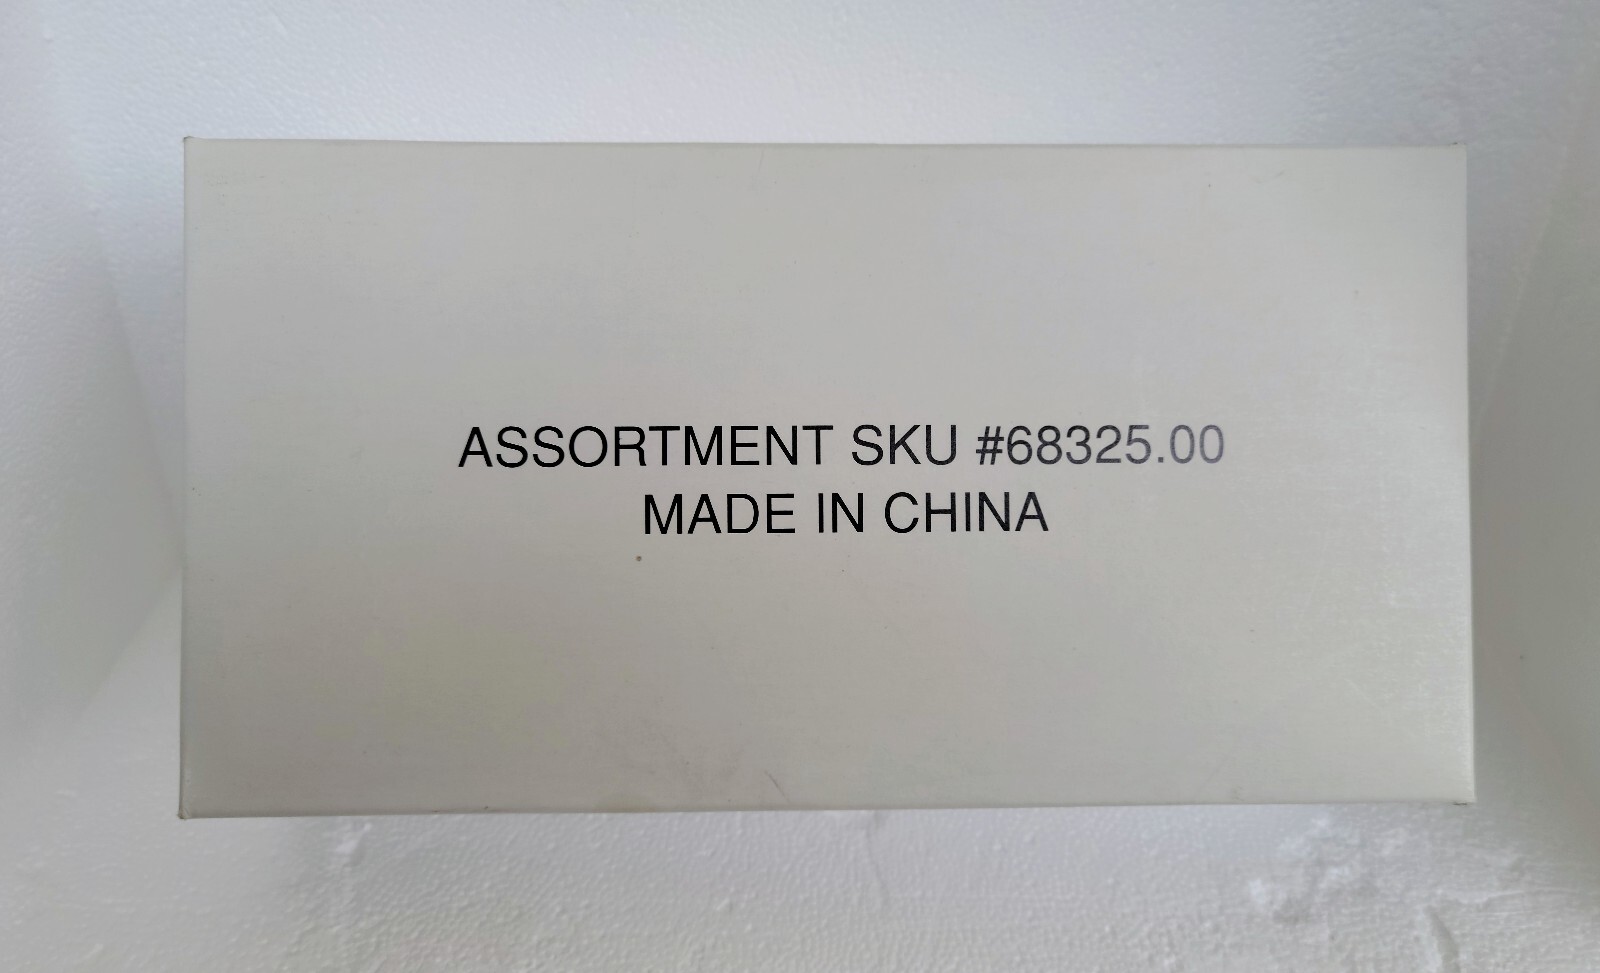 ASSORTMENT SKU #68325.00
MADE IN CHINA